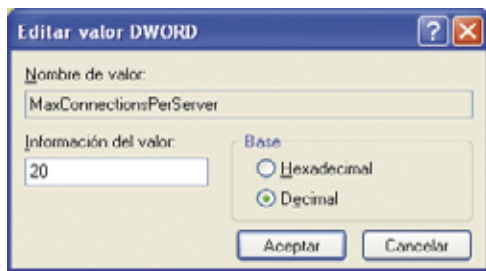 Editar valor DWORD
Nombre de valor:
MaxConnectionsPerServer
Información del valor:
20
Base
Hexadecimal
Decimal
Aceptar
Cancelar